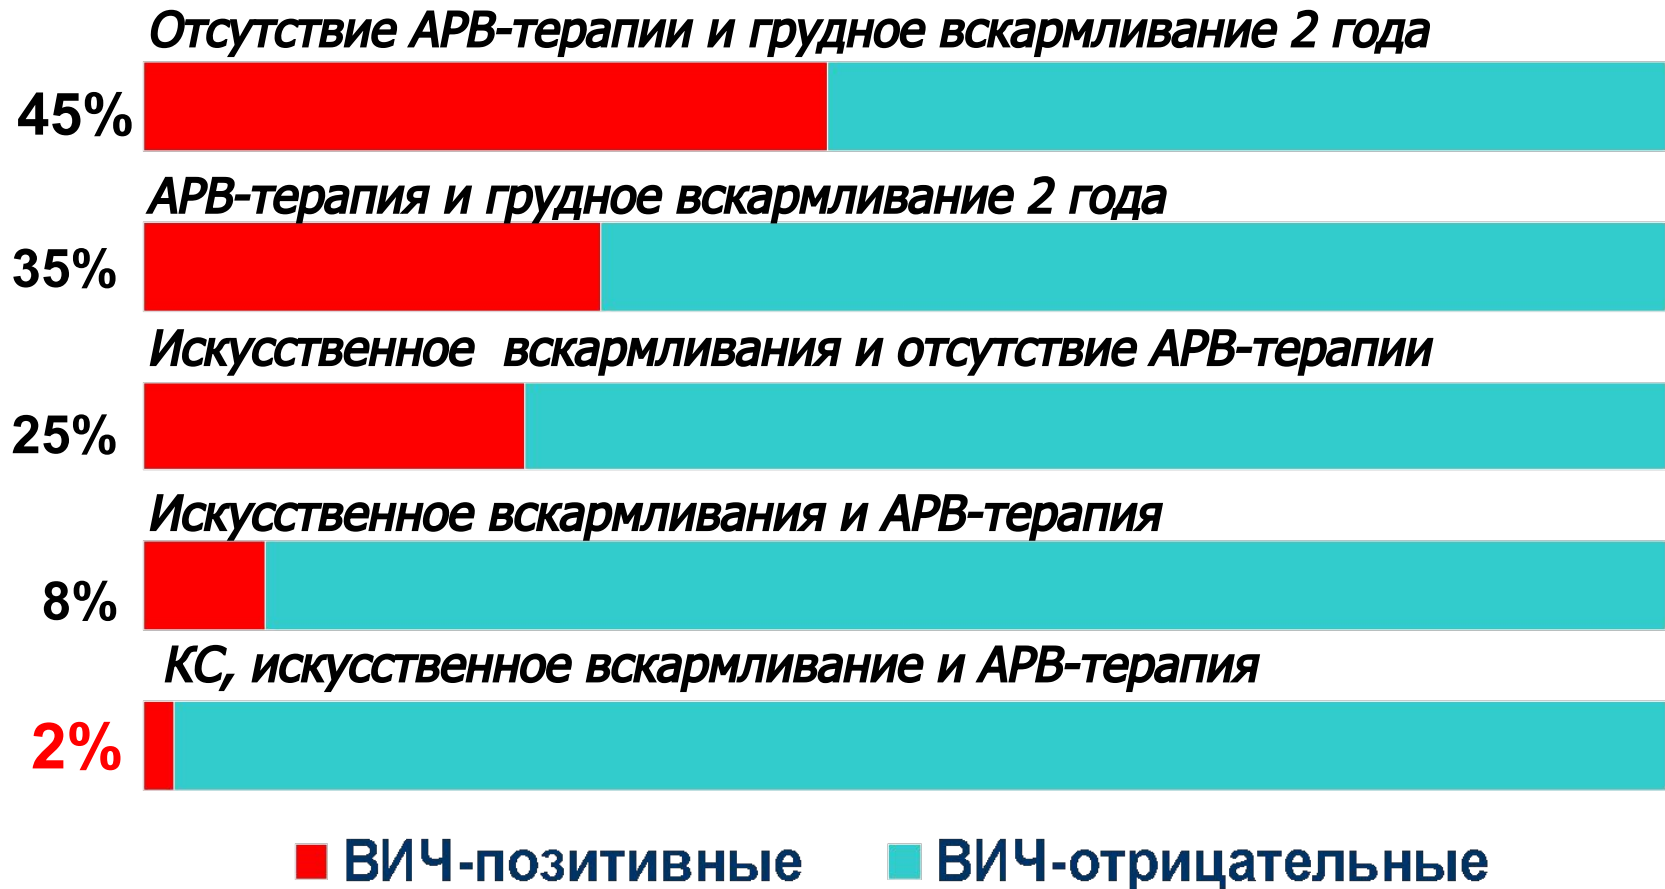 Отсутствие АРВ-терапии и грудное вскармливание 2 года
45%
АРВ-терапия и грудное вскармливание 2 года
35%
Искусственное вскармливания и отсутствие АРВ-терапии
25%
Искусственное вскармливания и АРВ-терапия
8%
КС, искусственное вскармливание и АРВ-терапия
2%
ВИЧ-позитивные ВИЧ-отрицательные